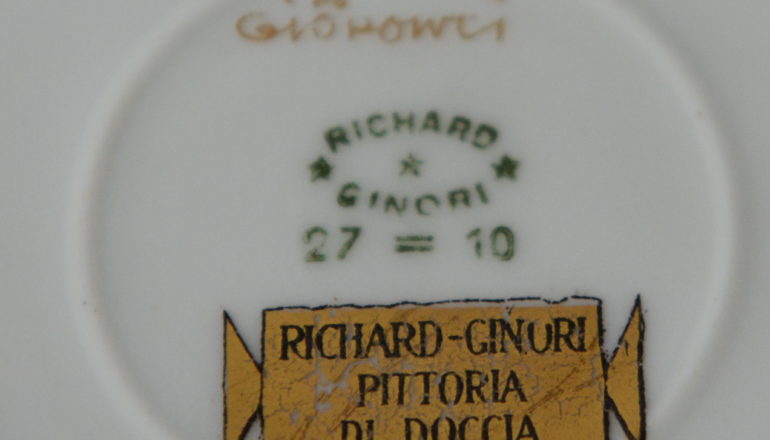 RICHARD
GINORI
27 = 10
RICHARD-GINORI
PITTORIA
DI DOCCIA